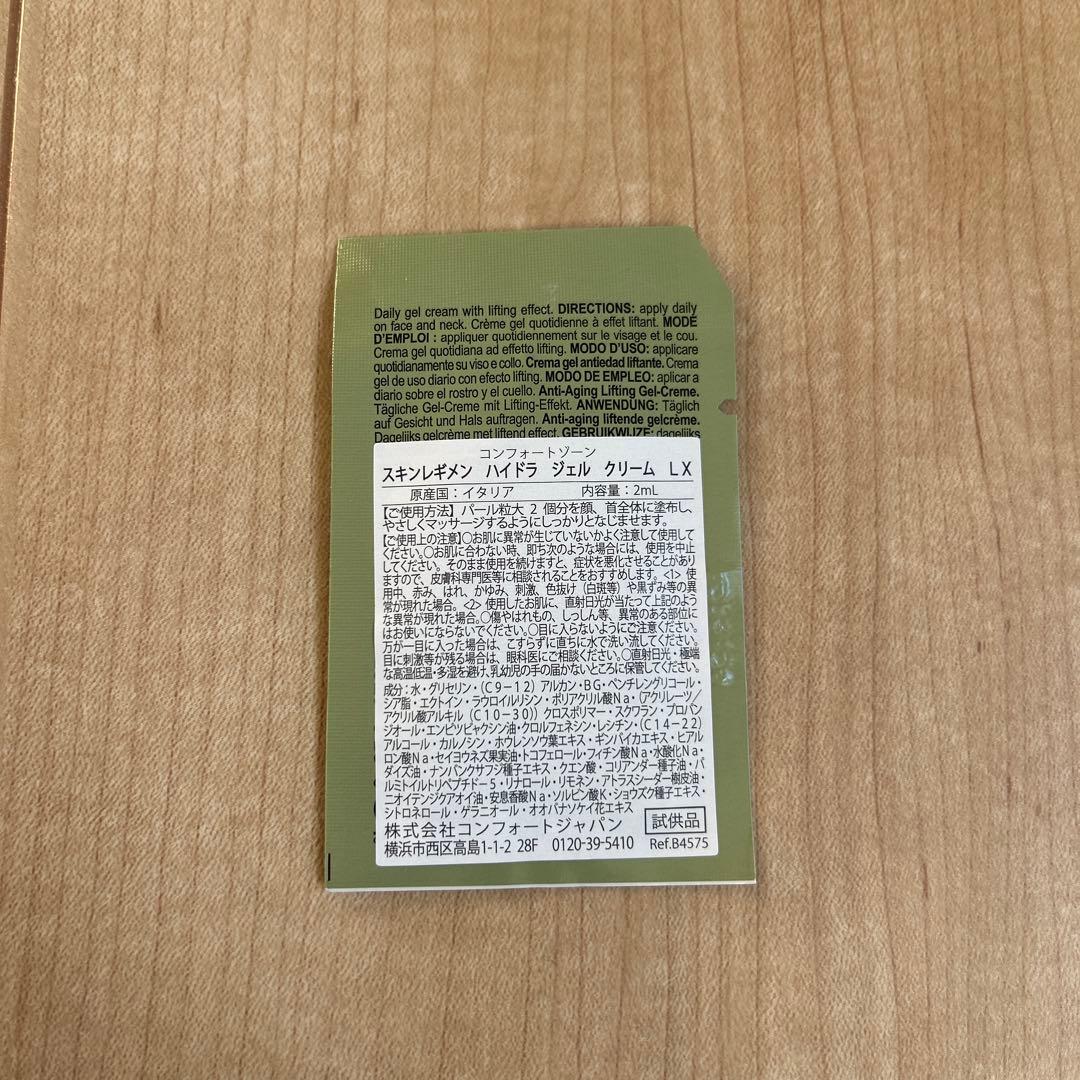 Daily gel cream with lifting effect. DIRECTIONS: apply daily
on face and neck. Crème gel quotidienne à effet liftant. MODE
D'EMPLOI : appliquer quotidiennement sur le visage et le cou.
Crema gel quotidiana ad effetto lifting. MODO D'USO: applicare
quotidianamente su viso e collo. Crema gel antiedad liftante. Crema
gel de uso diario con efecto lifting. MODO DE EMPLEO: aplicar a
diario sobre el rostro y el cuello. Anti-Aging Lifting Gel-Creme.
Tägliche Gel-Creme mit Lifting-Effekt. ANWENDUNG: Täglich
auf Gesicht und Hals auftragen. Anti-aging liftende gelcrème.
Dagelijks gelcrème met liftend effect. GEBRUIKWIJZE: dagelijks
コンフォートゾーン
スキンレギメン ハイドラ ジェル クリーム LX
原産国：イタリア 内容量：2mL
【ご使用方法】パール粒大 2 個分を顔、首全体に塗布し、
やさしくマッサージするようにしっかりとなじませます。
【ご使用上の注意】〇お肌に異常が生じていないかよく注意して使用して
ください。〇お肌に合わない時、即ち次のような場合には、使用を中止
してください。そのまま使用を続けますと、症状を悪化させることがあり
ますので、皮膚科専門医等に相談されることをおすすめします。<1> 使
用中、赤み、はれ、かゆみ、刺激、色抜け（白斑等）や黒ずみ等の異
常が現れた場合。<2> 使用したお肌に、直射日光が当たって上記のよう
な異常が現れた場合。〇傷やはれもの、しっしん等、異常のある部位に
はお使いにならないでください。〇目に入らないようにご注意ください。
万が一目に入った場合は、こすらずに直ちに水で洗い流してください。
目に刺激等が残る場合は、眼科医にご相談ください。〇直射日光・極端
な高温低温・多湿を避け、乳幼児の手の届かないところに保管してください。
成分：水・グリセリン・（C9－12）アルカン・BG・ペンチレングリコール・
シア脂・エクトイン・ラウロイルリシン・ポリアクリル酸Na・（アクリレーツ／
アクリル酸アルキル（C10－30））クロスポリマー・スクワラン・プロパン
ジオール・エンピツビャクシン油・クロルフェネシン・レシチン・（C14－22）
アルコール・カルノシン・ホウレンソウ葉エキス・ギンバイカエキス・ヒアル
ロン酸Na・セイヨウネズ果実油・トコフェロール・フィチン酸Na・水酸化Na・
ダイズ油・ナンバンクサフジ種子エキス・クエン酸・コリアンダー種子油・パ
ルミトイルトリペプチド－5・リナロール・リモネン・アトラスシーダー樹皮油・
ニオイテンジクアオイ油・安息香酸Na・ソルビン酸K・ショウズク種子エキス・
シトロネロール・ゲラニオール・オオバナソケイ花エキス
株式会社コンフォートジャパン 試供品
横浜市西区高島1-1-2 28F 0120-39-5410 Ref.B4575